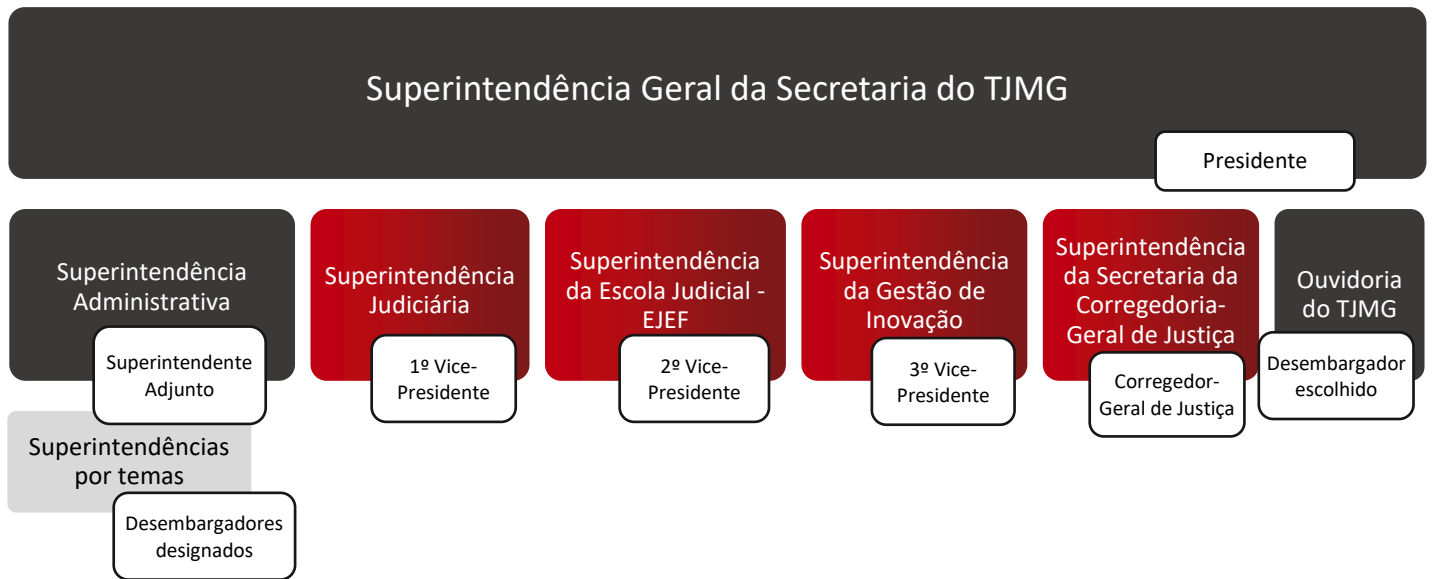 Superintendência Geral da Secretaria do TJMG
Presidente
Superintendência
Administrativa
Superintendente
Adjunto
Superintendências
por temas
Desembargadores
designados
Superintendência
Judiciária
1º Vice-
Presidente
Superintendência
da Escola Judicial -
EJEF
2º Vice-
Presidente
Superintendência
da Gestão de
Inovação
3º Vice-
Presidente
Superintendência
da Secretaria da
Corregedoria-
Geral de Justiça
Corregedor-
Geral de Justiça
Ouvidoria
do TJMG
Desembargador
escolhido